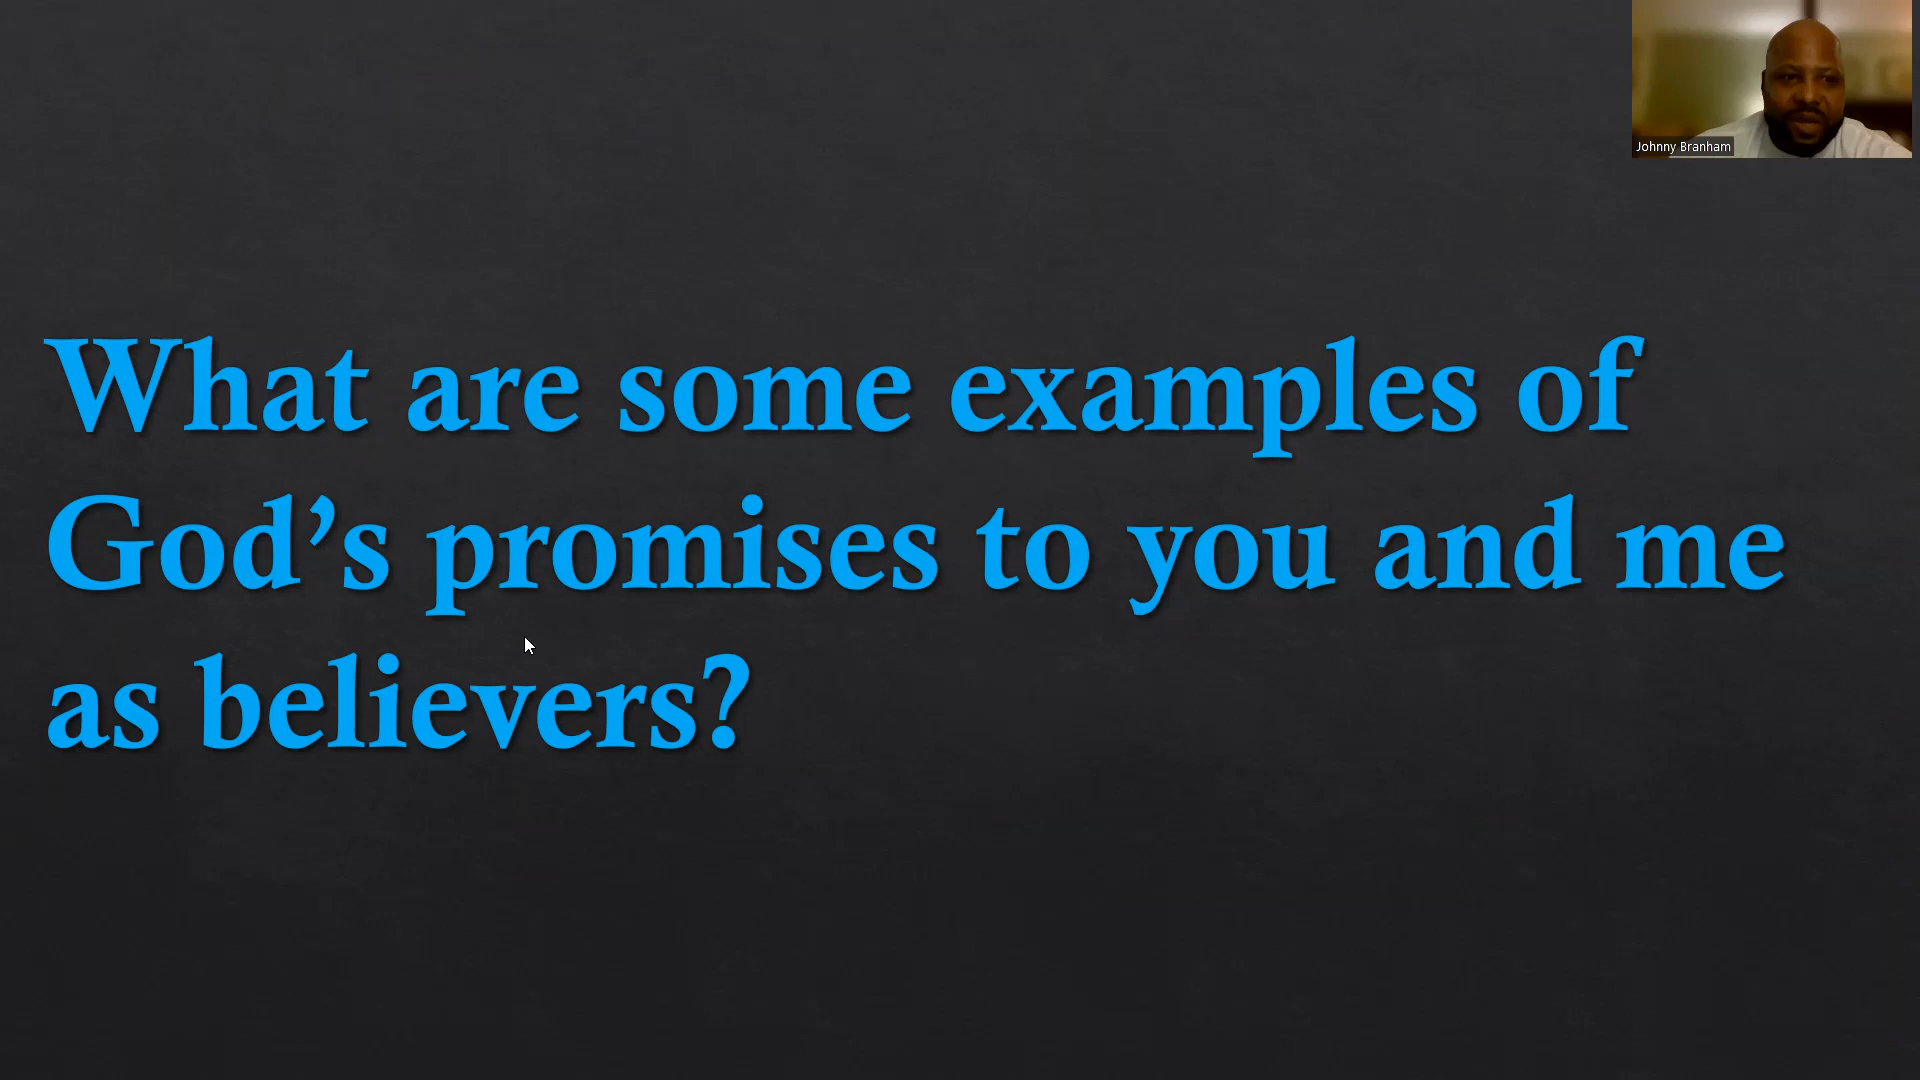 Johnny Branham
What are some examples of
God’s promises to you and me
as believers?